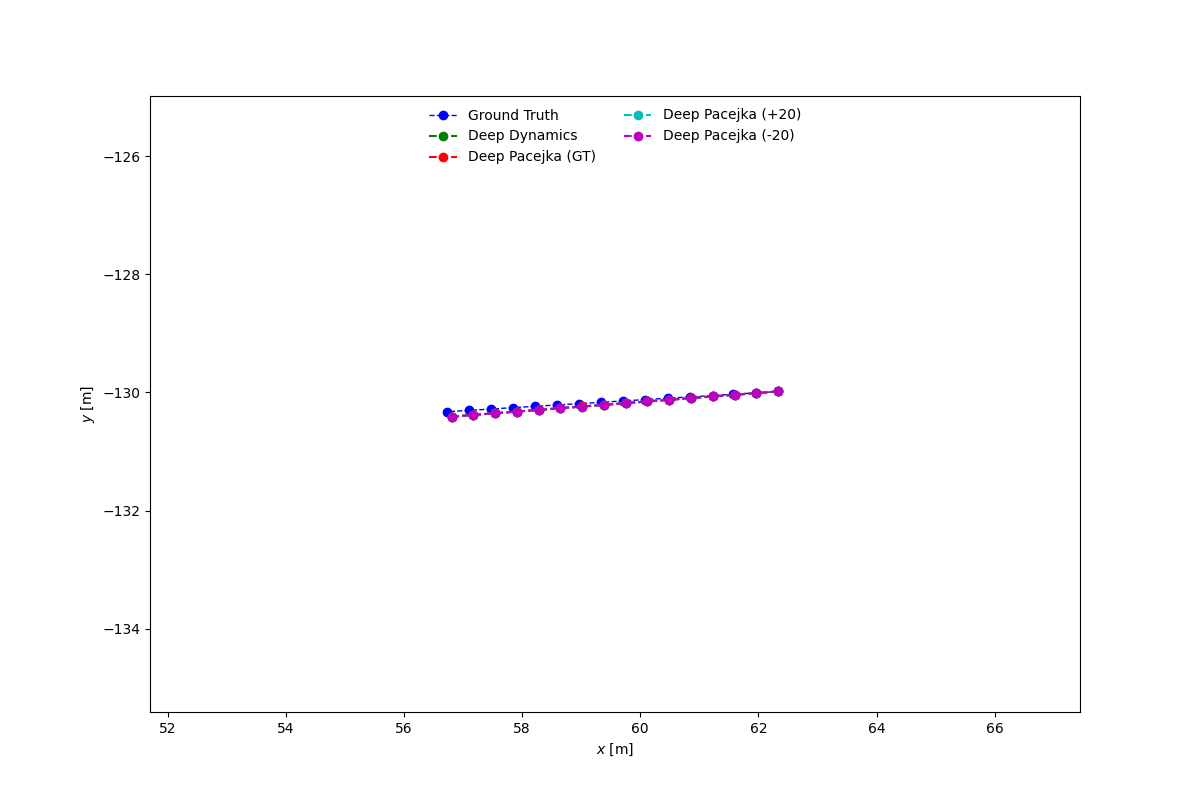 Ground Truth
Deep Dynamics
Deep Pacejka (GT)
Deep Pacejka (+20)
Deep Pacejka (-20)
−126
−128
−130
−132
−134
y [m]
52 54 56 58 60 62 64 66
x [m]